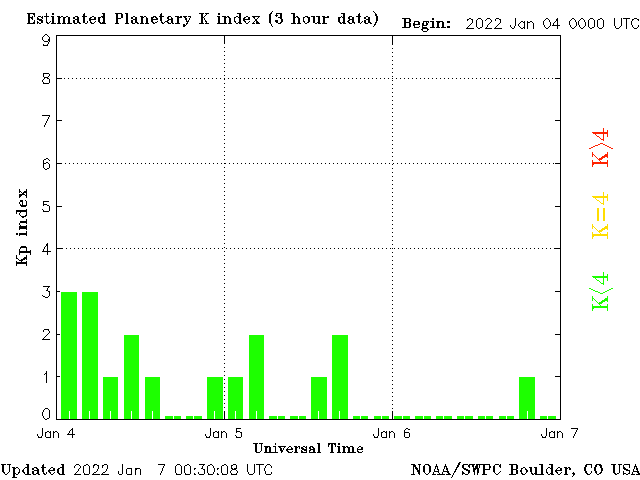 Estimated Planetary K index (3 hour data) Begin: 2022 Jan 04 0000 UTC
9
8
7
6
5
4
3
2
1
0
Kp index
K>4
K=4
K<4
Jan 4 Jan 5 Jan 6 Jan 7
Universal Time
Updated 2022 Jan 7 00:30:08 UTC NOAA/SWPC Boulder, CO USA